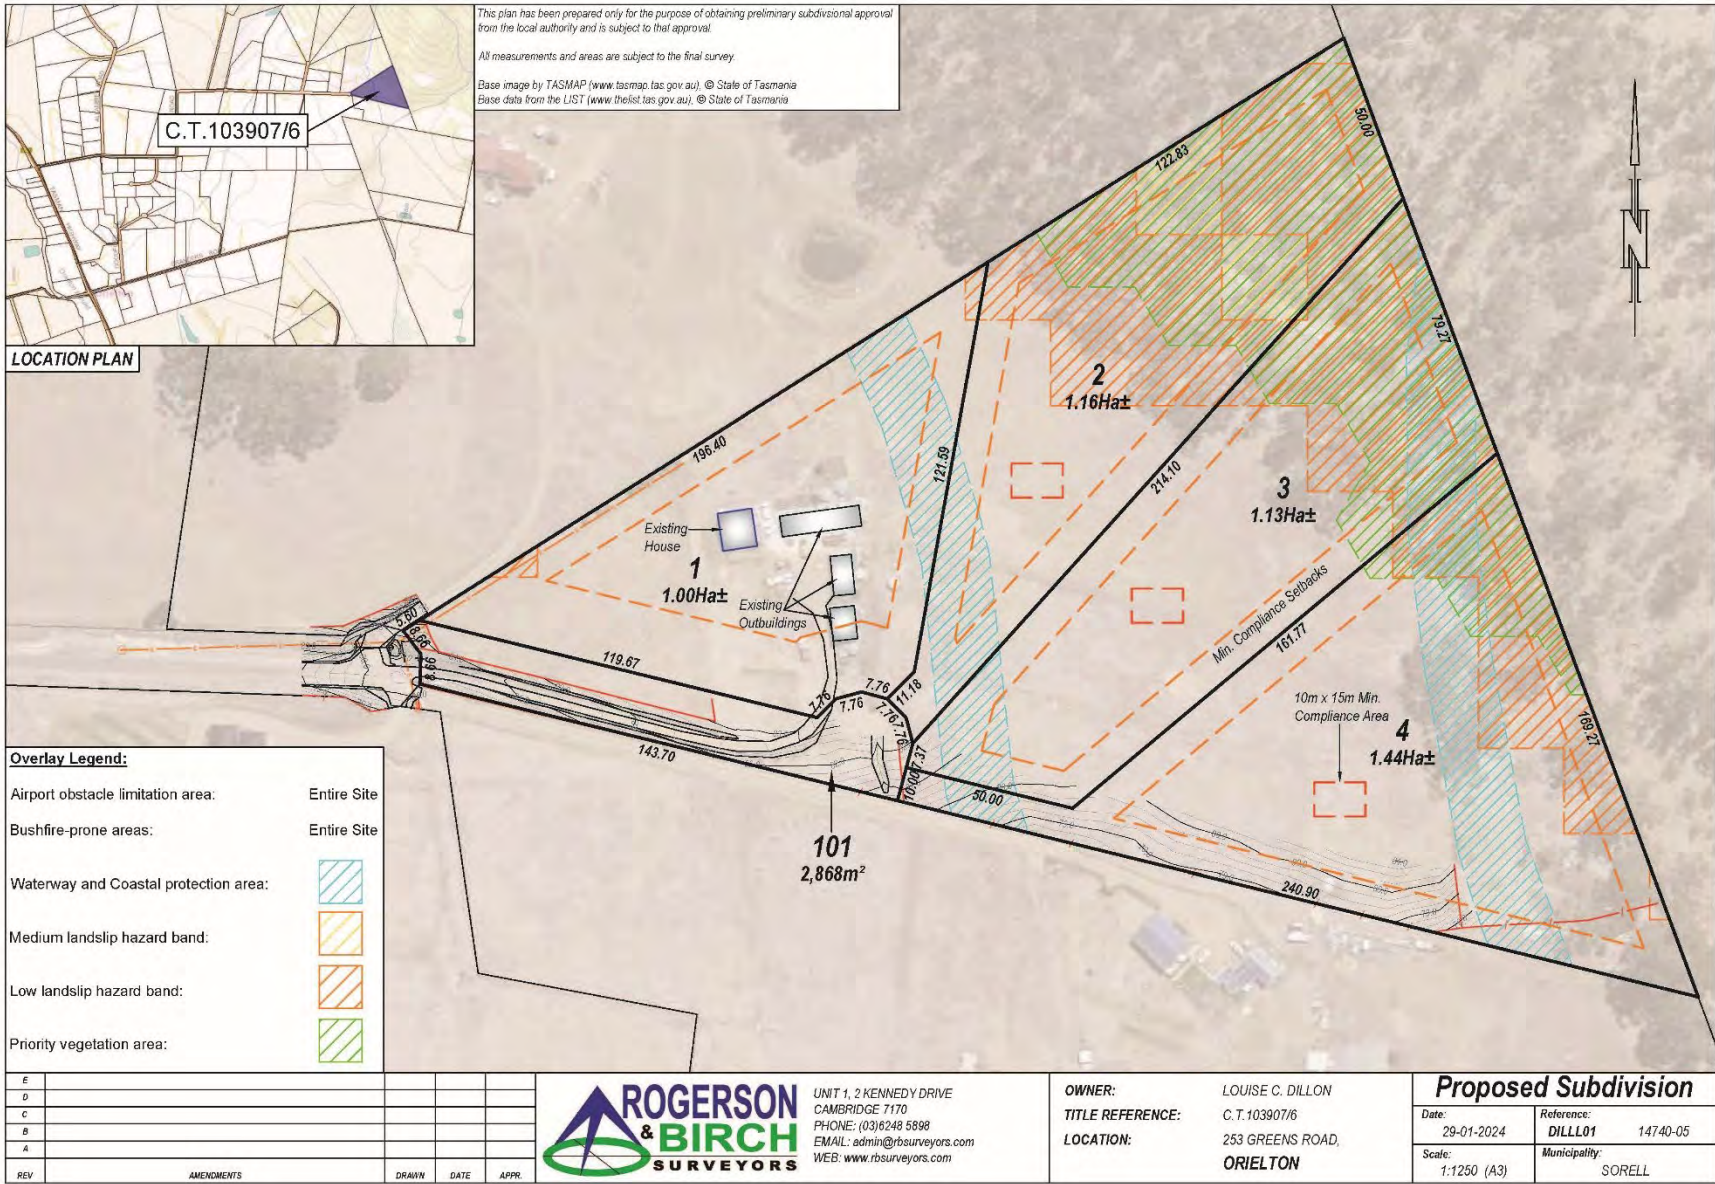 This plan has been prepared only for the purpose of obtaining preliminary subdivisional approval
from the local authority and is subject to that approval.
All measurements and areas are subject to the final survey.
Base image by TASMAP (www.tasmap.tas.gov.au), © State of Tasmania
Base data from the LIST (www.thelist.tas.gov.au), © State of Tasmania
C.T.103907/6
LOCATION PLAN
N
50.00
122.83
79.27
2
1.16Ha±
196.40
121.59
214.10
3
1.13Ha±
Existing
House
1
1.00Ha±
Existing
Outbuildings
Min. Compliance Setbacks
161.77
5.60
8.66
8.66
119.67
7.76
7.76
7.76
11.18
7.76
7.76
7.37
10.00
10m x 15m Min.
Compliance Area
4
1.44Ha±
169.27
143.70
50.00
101
2,868m²
240.90
Overlay Legend:
Airport obstacle limitation area: Entire Site
Bushfire-prone areas: Entire Site
Waterway and Coastal protection area:
Medium landslip hazard band:
Low landslip hazard band:
Priority vegetation area:
E
D
C
B
A
REV AMENDMENTS DRAWN DATE APPR.
ROGERSON
& BIRCH
SURVEYORS
UNIT 1, 2 KENNEDY DRIVE
CAMBRIDGE 7170
PHONE: (03)6248 5898
EMAIL: admin@rbsurveyors.com
WEB: www.rbsurveyors.com
OWNER: LOUISE C. DILLON
TITLE REFERENCE: C.T.103907/6
LOCATION: 253 GREENS ROAD,
ORIELTON
Proposed Subdivision
Date: 29-01-2024
Reference: DILLL01 14740-05
Scale: 1:1250 (A3)
Municipality: SORELL